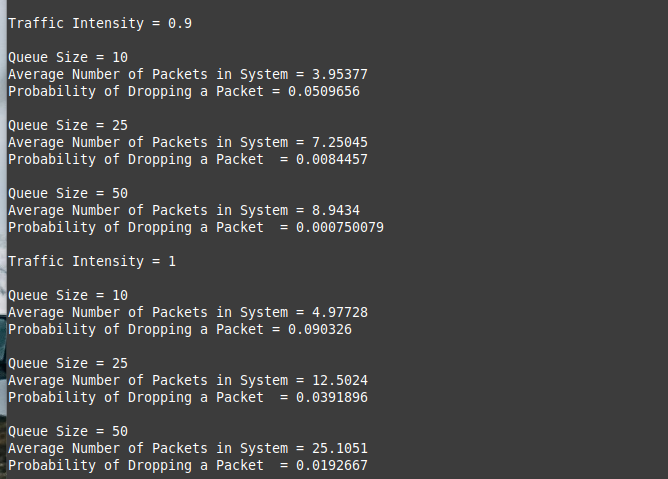 Traffic Intensity = 0.9
Queue Size = 10
Average Number of Packets in System = 3.95377
Probability of Dropping a Packet = 0.0509656
Queue Size = 25
Average Number of Packets in System = 7.25045
Probability of Dropping a Packet  = 0.0084457
Queue Size = 50
Average Number of Packets in System = 8.9434
Probability of Dropping a Packet  = 0.000750079
Traffic Intensity = 1
Queue Size = 10
Average Number of Packets in System = 4.97728
Probability of Dropping a Packet = 0.090326
Queue Size = 25
Average Number of Packets in System = 12.5024
Probability of Dropping a Packet  = 0.0391896
Queue Size = 50
Average Number of Packets in System = 25.1051
Probability of Dropping a Packet  = 0.0192667